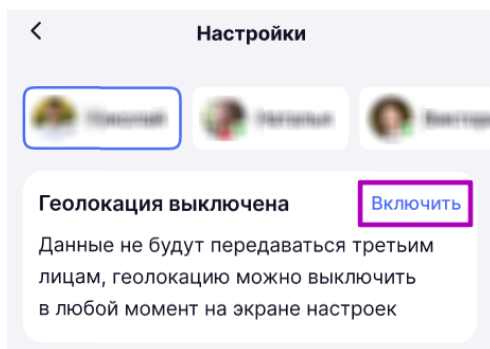 Настройки
Геолокация выключена
Включить
Данные не будут передаваться третьим
лицам, геолокацию можно выключить
в любой момент на экране настроек